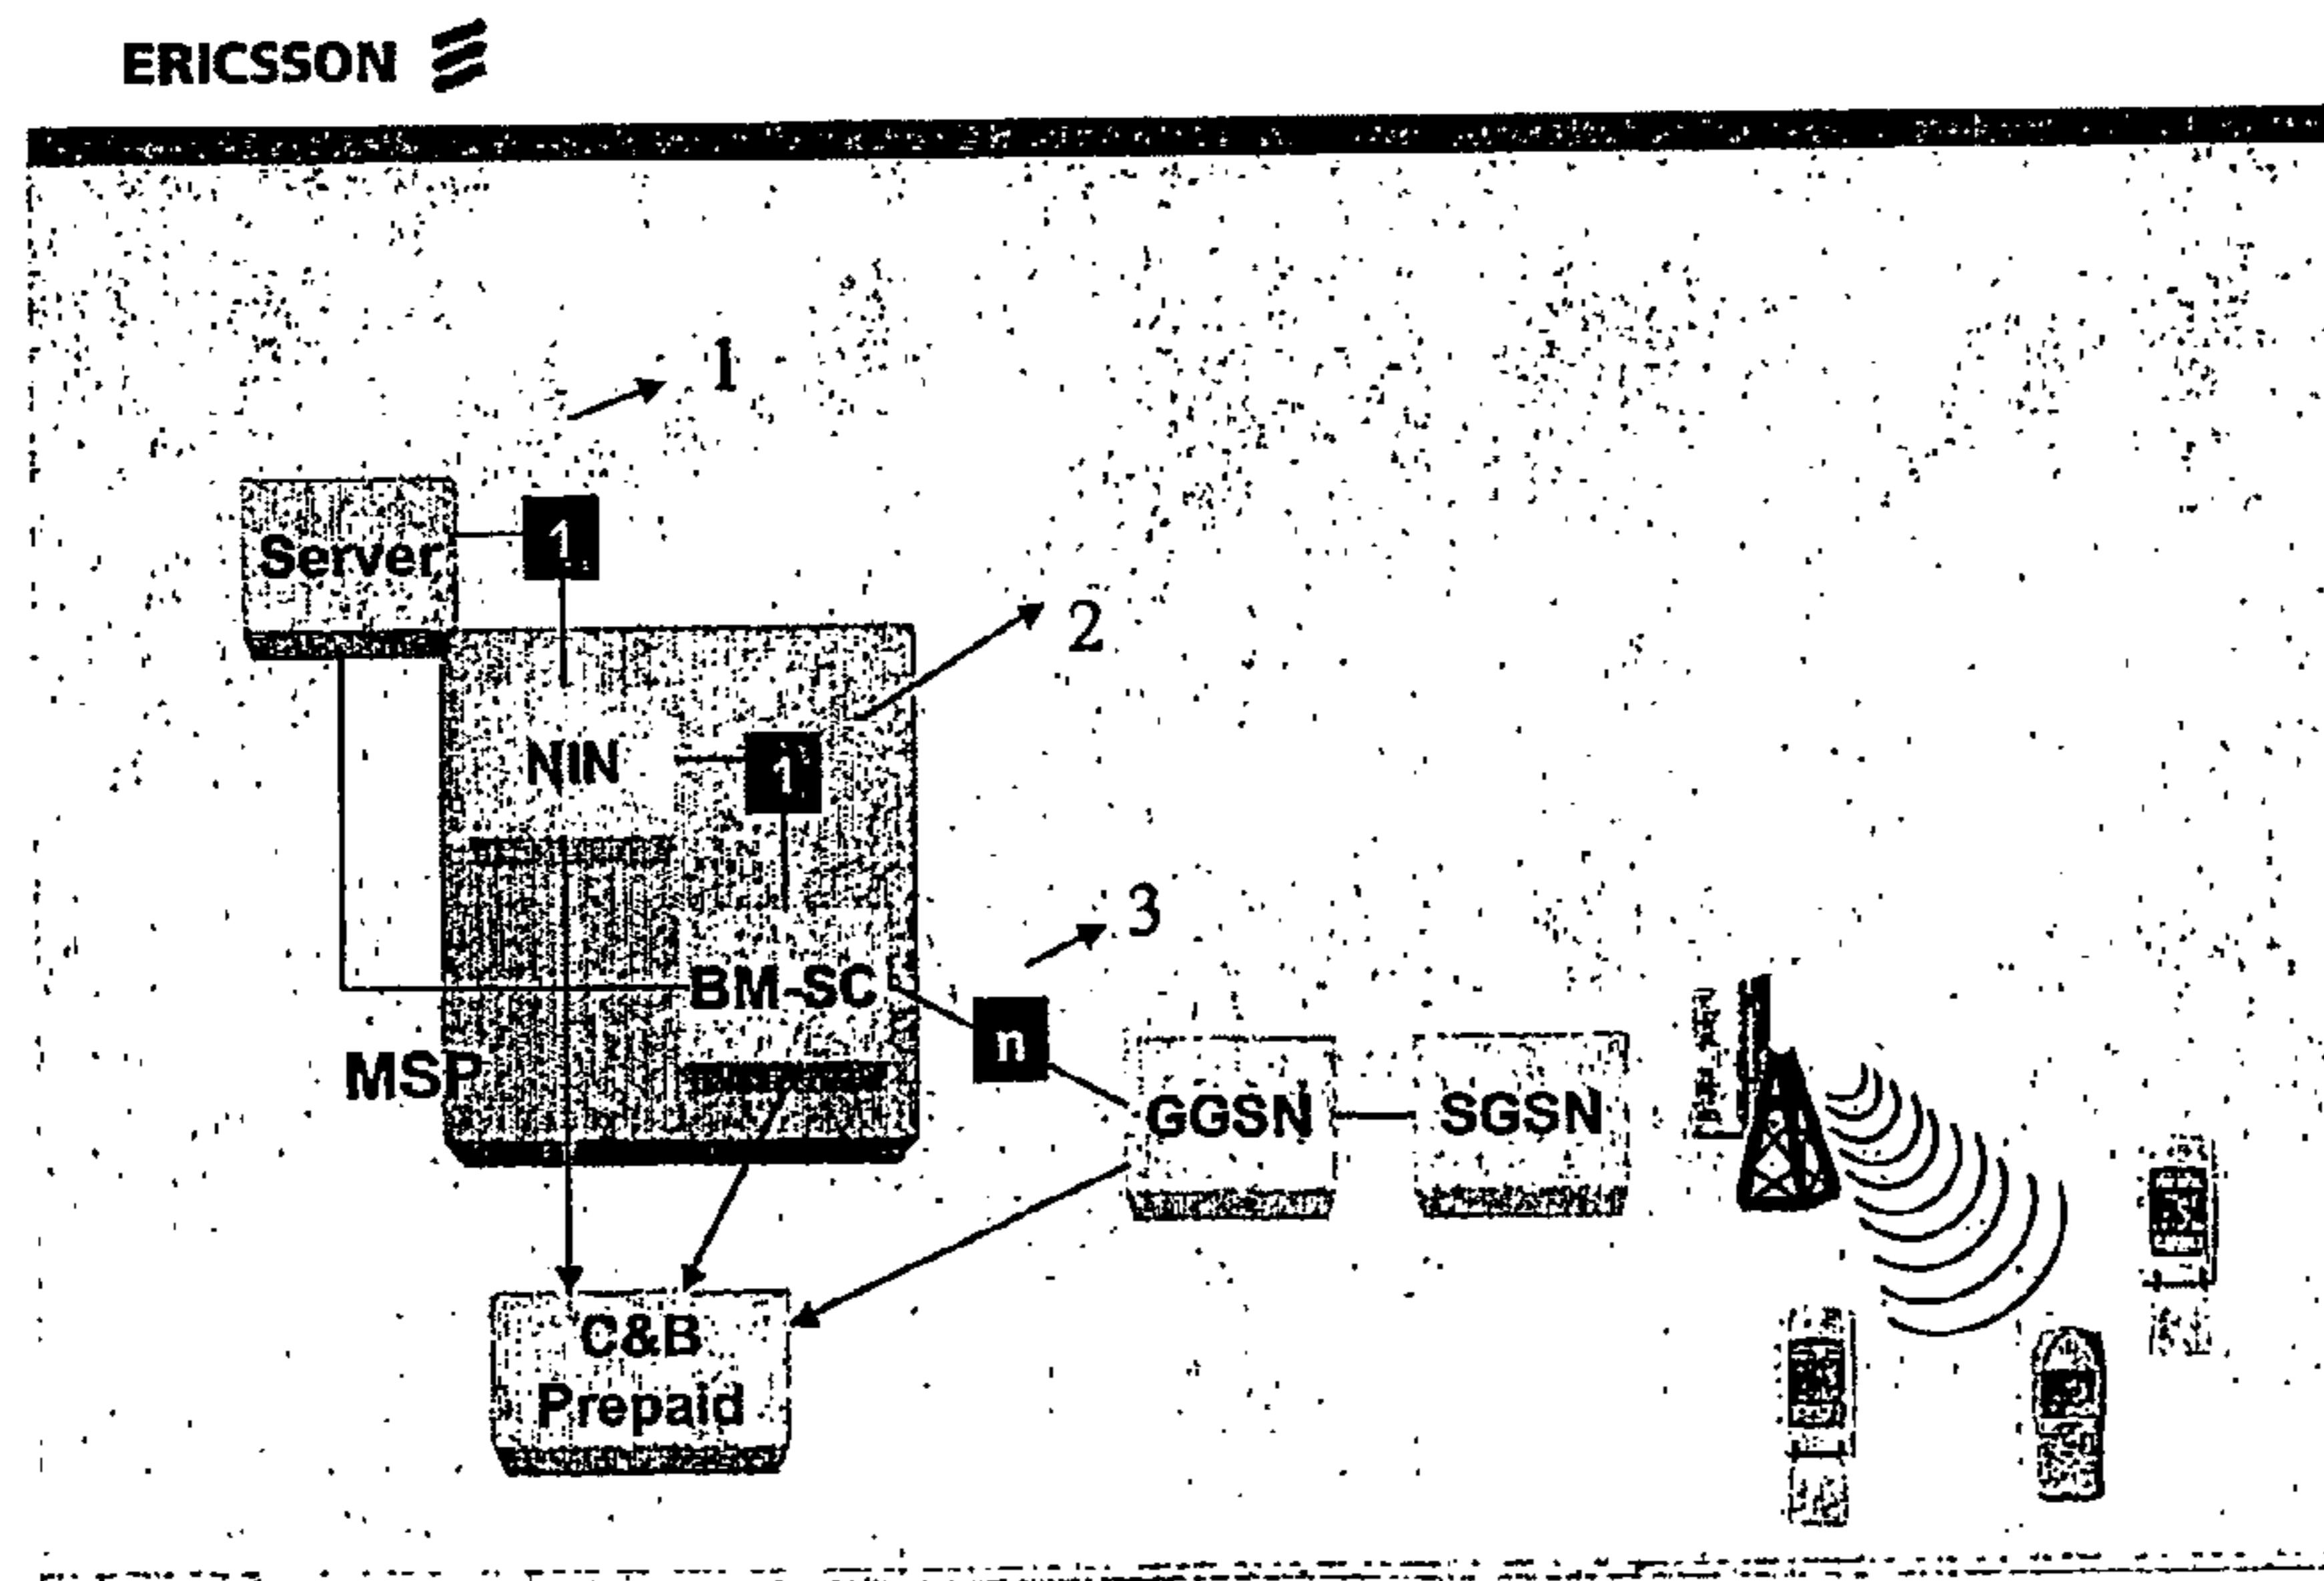 ERICSSON
1
Server
1
2
NIN
1
3
BM-SC
n
MSP
GGSN
SGSN
C&B
Prepaid